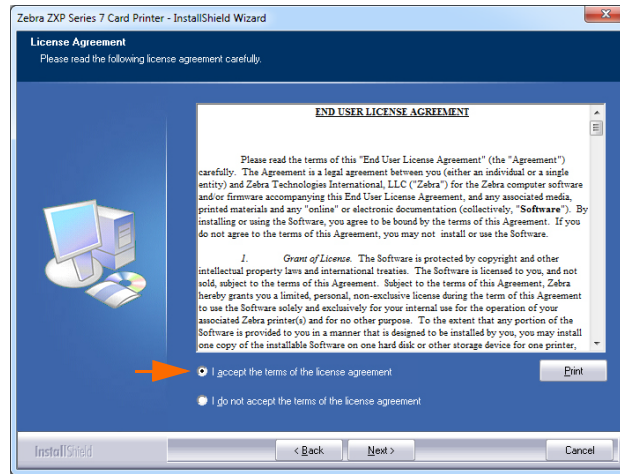 Zebra ZXP Series 7 Card Printer - InstallShield Wizard
License Agreement
Please read the following license agreement carefully.
END USER LICENSE AGREEMENT
Please read the terms of this "End User License Agreement" (the "Agreement")
carefully. The Agreement is a legal agreement between you (either an individual or a single
entity) and Zebra Technologies International, LLC ("Zebra") for the Zebra computer software
and/or firmware accompanying this End User License Agreement, and any associated media,
printed materials and any "online" or electronic documentation (collectively, "Software"). By
installing or using the Software, you agree to be bound by the terms of this Agreement. If you
do not agree to the terms of this Agreement, you may not install or use the Software.
1. Grant of License. The Software is protected by copyright and other
intellectual property laws and international treaties. The Software is licensed to you, and not
sold, subject to the terms of this Agreement. Subject to the terms of this Agreement, Zebra
hereby grants you a limited, personal, non-exclusive license during the term of this Agreement
to use the Software solely and exclusively for your internal use for the operation of your
associated Zebra printer(s) and for no other purpose. To the extent that any portion of the
Software is provided to you in a manner that is designed to be installed by you, you may install
one copy of the installable Software on one hard disk or other storage device for one printer,
I accept the terms of the license agreement
Print
I do not accept the terms of the license agreement
InstallShield
< Back
Next >
Cancel